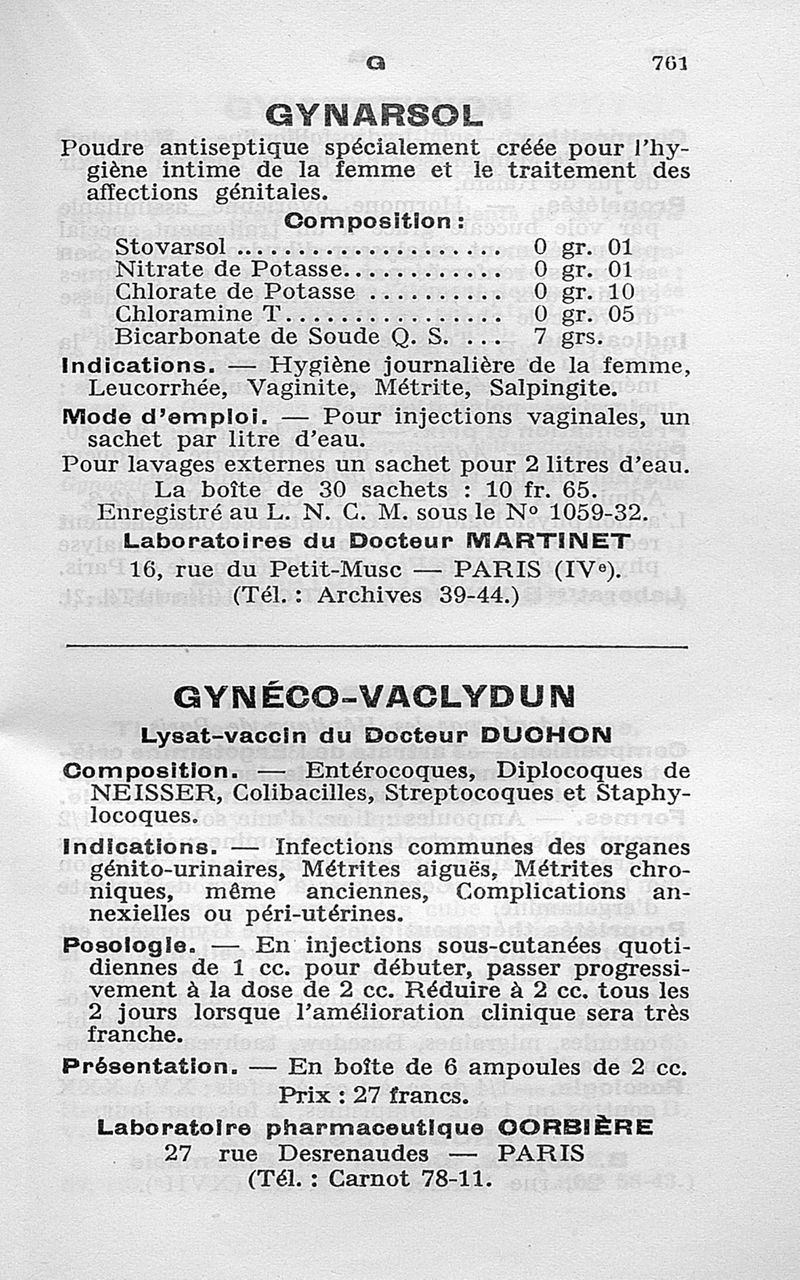 G 761
GYNARSOL
Poudre antiseptique spécialement créée pour l'hy-
giène intime de la femme et le traitement des
affections génitales.
Composition :
Stovarsol ..................... 0 gr. 01
Nitrate de Potasse............. 0 gr. 01
Chlorate de Potasse .......... 0 gr. 10
Chloramine T.................. 0 gr. 05
Bicarbonate de Soude Q. S. ... 7 grs.
Indications. — Hygiène journalière de la femme,
Leucorrhée, Vaginite, Métrite, Salpingite.
Mode d'emploi. — Pour injections vaginales, un
sachet par litre d'eau.
Pour lavages externes un sachet pour 2 litres d'eau.
La boîte de 30 sachets : 10 fr. 65.
Enregistré au L. N. C. M. sous le Nº 1059-32.
Laboratoires du Docteur MARTINET
16, rue du Petit-Musc — PARIS (IVᵉ).
(Tél. : Archives 39-44.)
GYNÉCO-VACLYDUN
Lysat-vaccin du Docteur DUCHON
Composition. — Entérocoques, Diplocoques de
NEISSER, Colibacilles, Streptocoques et Staphy-
locoques.
Indications. — Infections communes des organes
génito-urinaires, Métrites aiguës, Métrites chro-
niques, même anciennes, Complications an-
nexielles ou péri-utérines.
Posologie. — En injections sous-cutanées quoti-
diennes de 1 cc. pour débuter, passer progressi-
vement à la dose de 2 cc. Réduire à 2 cc. tous les
2 jours lorsque l'amélioration clinique sera très
franche.
Présentation. — En boîte de 6 ampoules de 2 cc.
Prix : 27 francs.
Laboratoire pharmaceutique CORBIÈRE
27 rue Desrenaudes — PARIS
(Tél. : Carnot 78-11.